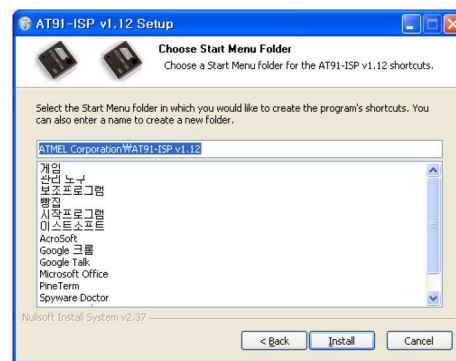 AT91-ISP v1.12 Setup
Choose Start Menu Folder
Choose a Start Menu folder for the AT91-ISP v1.12 shortcuts.
Select the Start Menu folder in which you would like to create the program's shortcuts. You
can also enter a name to create a new folder.
ATMEL Corporation₩AT91-ISP v1.12
게임
관리 도구
보조프로그램
빵집
시작프로그램
이스트소프트
AcroSoft
Google 크롬
Google Talk
Microsoft Office
PineTerm
Spyware Doctor
Nullsoft Install System v2.37
< Back
Install
Cancel